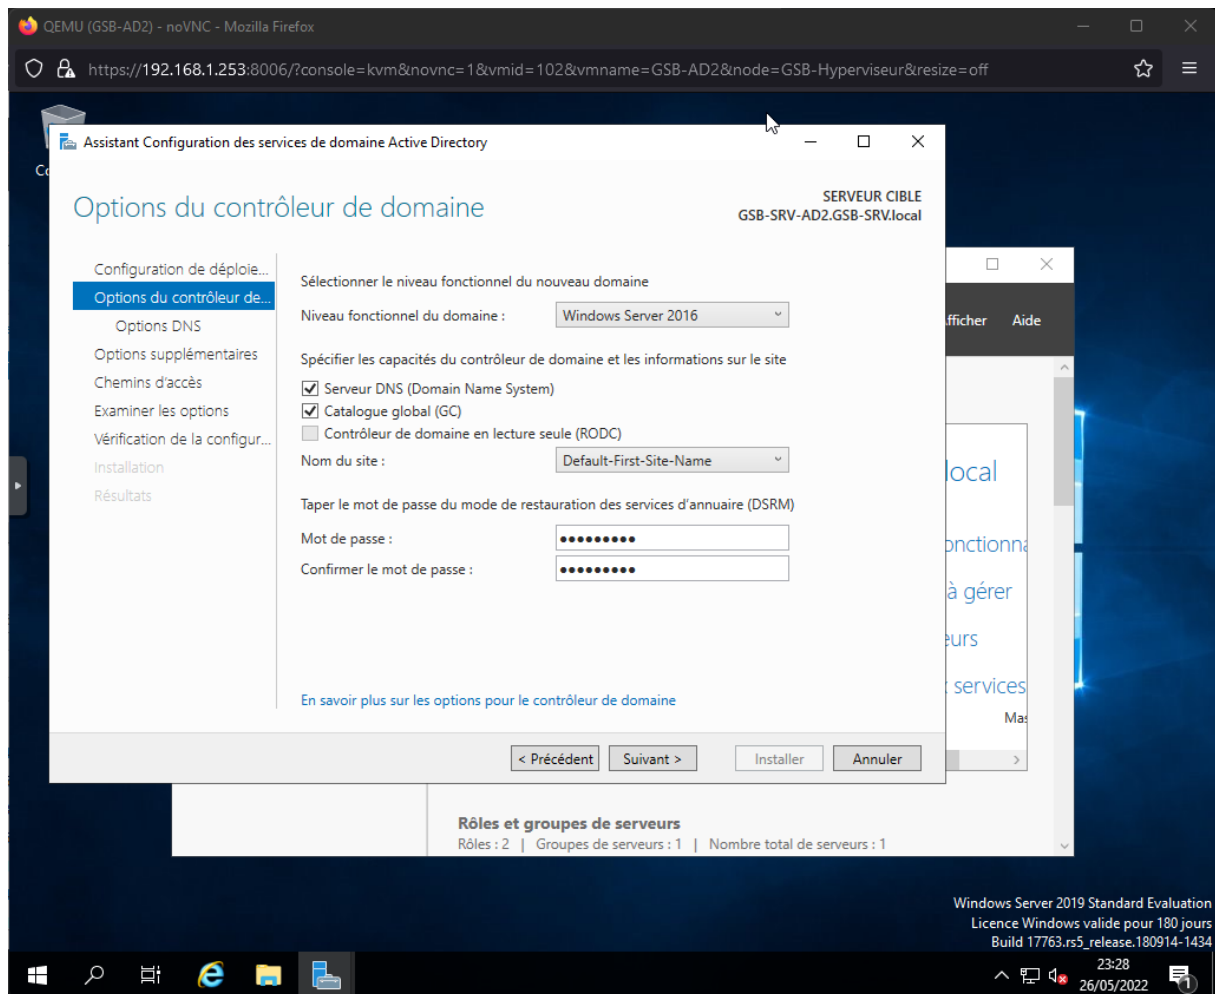 QEMU (GSB-AD2) - noVNC - Mozilla Firefox
https://192.168.1.253:8006/?console=kvm&novnc=1&vmid=102&vmname=GSB-AD2&node=GSB-Hyperviseur&resize=off
Assistant Configuration des services de domaine Active Directory
Options du contrôleur de domaine
SERVEUR CIBLE
GSB-SRV-AD2.GSB-SRV.local
Configuration de déploie...
Options du contrôleur de...
Options DNS
Options supplémentaires
Chemins d'accès
Examiner les options
Vérification de la configur...
Installation
Résultats
Sélectionner le niveau fonctionnel du nouveau domaine
Niveau fonctionnel du domaine : Windows Server 2016
Spécifier les capacités du contrôleur de domaine et les informations sur le site
Serveur DNS (Domain Name System)
Catalogue global (GC)
Contrôleur de domaine en lecture seule (RODC)
Nom du site : Default-First-Site-Name
Taper le mot de passe du mode de restauration des services d'annuaire (DSRM)
Mot de passe : •••••••••
Confirmer le mot de passe : •••••••••
En savoir plus sur les options pour le contrôleur de domaine
< Précédent Suivant > Installer Annuler
fficher Aide
local
onctionna
à gérer
eurs
services
Mas
Rôles et groupes de serveurs
Rôles : 2 | Groupes de serveurs : 1 | Nombre total de serveurs : 1
Windows Server 2019 Standard Evaluation
Licence Windows valide pour 180 jours
Build 17763.rs5_release.180914-1434
23:28
26/05/2022
1